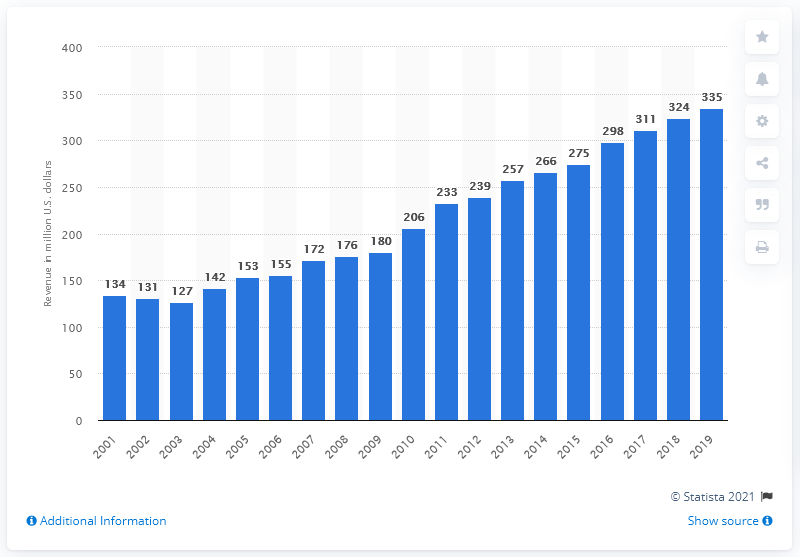 400
350
300
250
200
150
100
50
0
Revenue in million U.S. dollars
134 131 127 142 153 155 172 176 180 206 233 239 257 266 275 298 311 324 335
2001 2002 2003 2004 2005 2006 2007 2008 2009 2010 2011 2012 2013 2014 2015 2016 2017 2018 2019
© Statista 2021
Additional Information
Show source